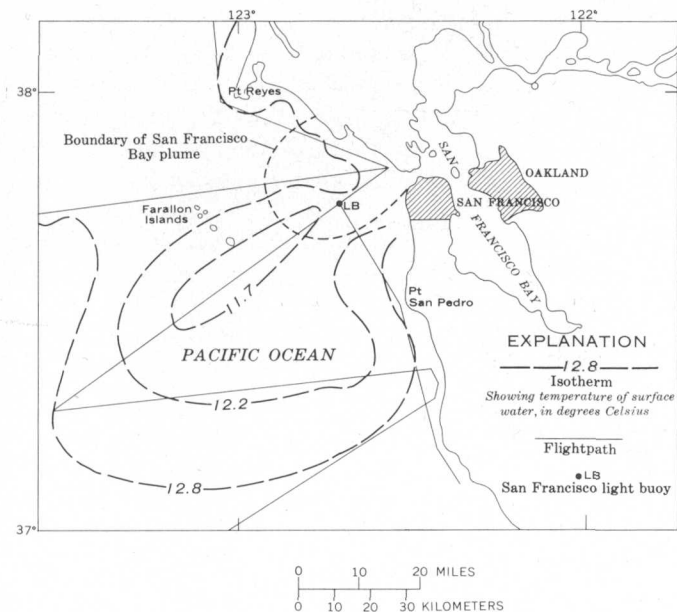 123°
122°
38°
Pt Reyes
Boundary of San Francisco
Bay plume
SAN
OAKLAND
SAN FRANCISCO
LB
Farallon
Islands
FRANCISCO BAY
11.7
Pt
San Pedro
PACIFIC OCEAN
EXPLANATION
12.8
Isotherm
Showing temperature of surface
water, in degrees Celsius
12.2
Flightpath
LB
San Francisco light buoy
12.8
37°
0 10 20 MILES
0 10 20 30 KILOMETERS